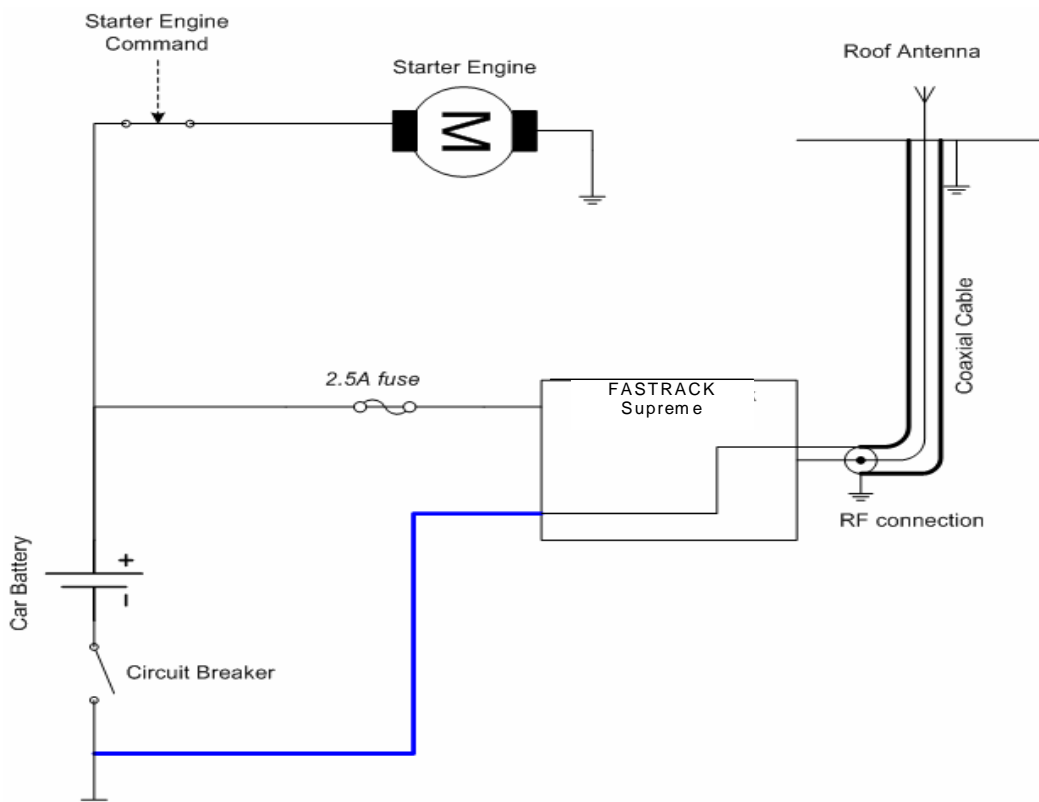 Starter Engine
Command
Starter Engine
Roof Antenna
M
Coaxial Cable
2.5A fuse
FASTRACK
Supreme
RF connection
Car Battery
+
–
Circuit Breaker